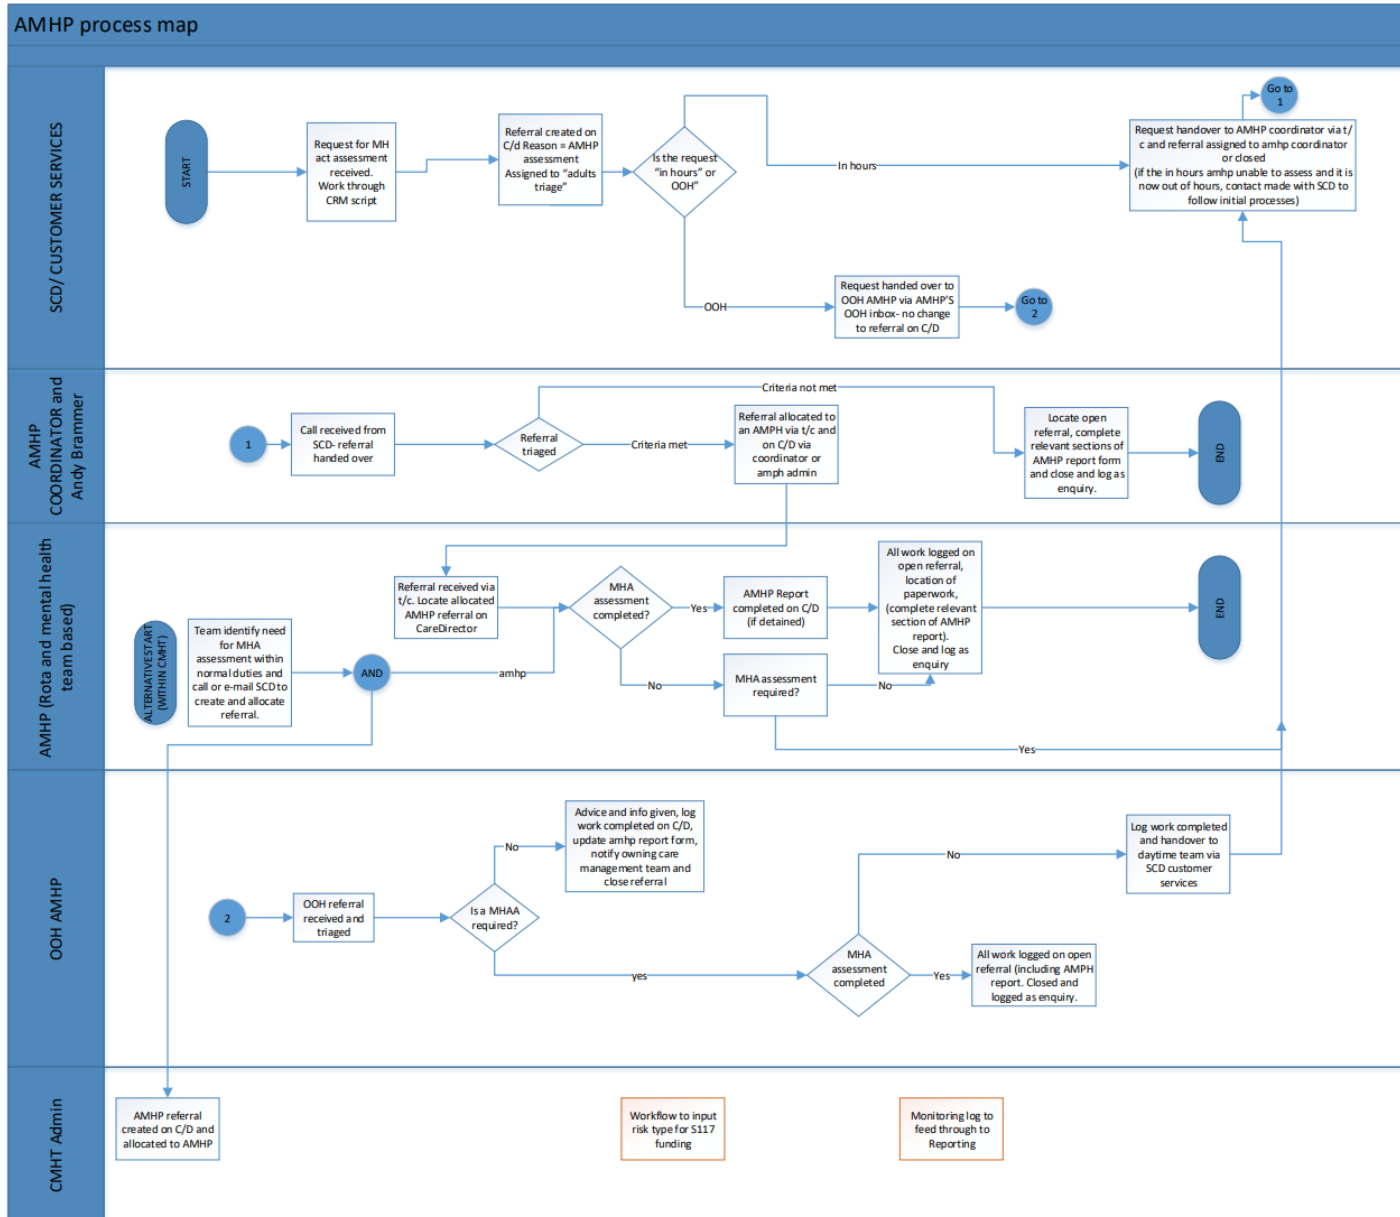 AMHP process map
SCD/ CUSTOMER SERVICES
START
Request for MH
act assessment
received.
Work through
CRM script
Referral created on
C/d Reason = AMHP
assessment
Assigned to “adults
triage”
Is the request
“in hours” or
OOH”
In hours
Go to
1
Request handover to AMHP coordinator via t/
c and referral assigned to amhp coordinator
or closed
(if the in hours amhp unable to assess and it is
now out of hours, contact made with SCD to
follow initial processes)
OOH
Request handed over to
OOH AMHP via AMHP’S
OOH inbox- no change
to referral on C/D
Go to
2
AMHP
COORDINATOR and
Andy Brammer
1
Call received from
SCD- referral
handed over
Referral
triaged
Criteria not met
Criteria met
Referral allocated to
an AMPH via t/c and
on C/D via
coordinator or
amph admin
Locate open
referral, complete
relevant sections of
AMHP report form
and close and log as
enquiry.
END
AMHP (Rota and mental health
team based)
ALTERNATIVE START
(WITHIN CMHT)
Team identify need
for MHA
assessment within
normal duties and
call or e-mail SCD to
create and allocate
referral.
AND
amhp
Referral received via
t/c. Locate allocated
AMHP referral on
CareDirector
MHA
assessment
completed?
Yes
AMHP Report
completed on C/D
(if detained)
No
MHA assessment
required?
No
Yes
All work logged on
open referral,
location of
paperwork,
(complete relevant
section of AMHP
report).
Close and log as
enquiry
END
OOH AMHP
2
OOH referral
received and
triaged
Is a MHAA
required?
No
Advice and info given, log
work completed on C/D,
update amhp report form,
notify owning care
management team and
close referral
yes
MHA
assessment
completed
No
Log work completed
and handover to
daytime team via
SCD customer
services
Yes
All work logged on open
referral (including AMPH
report. Closed and
logged as enquiry.
CMHT Admin
AMHP referral
created on C/D and
allocated to AMHP
Workflow to input
risk type for S117
funding
Monitoring log to
feed through to
Reporting